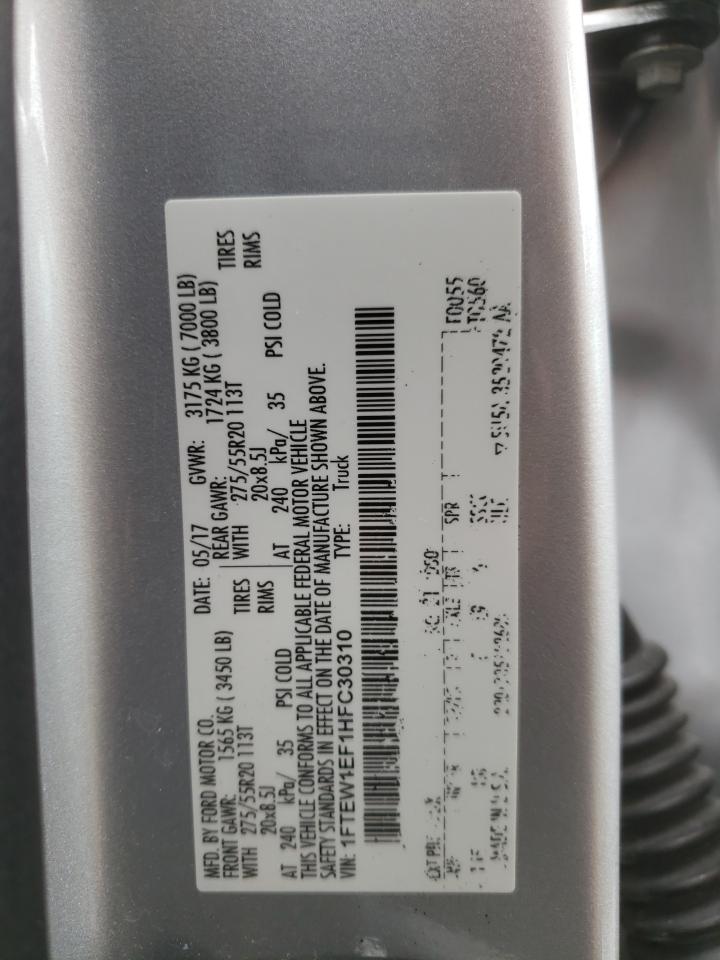 MFD. BY FORD MOTOR CO. DATE: 05/17 GVWR: 3175 KG ( 7000 LB)
FRONT GAWR: 1565 KG ( 3450 LB) REAR GAWR: 1724 KG ( 3800 LB)
WITH 275/55R20 113T TIRES WITH 275/55R20 113T TIRES
20x8.5J RIMS 20x8.5J RIMS
AT 240 kPa/ 35 PSI COLD AT 240 kPa/ 35 PSI COLD
THIS VEHICLE CONFORMS TO ALL APPLICABLE FEDERAL MOTOR VEHICLE
SAFETY STANDARDS IN EFFECT ON THE DATE OF MANUFACTURE SHOWN ABOVE.
VIN: 1FTEW1EF1HFC30310 TYPE: Truck
F0055
SPR